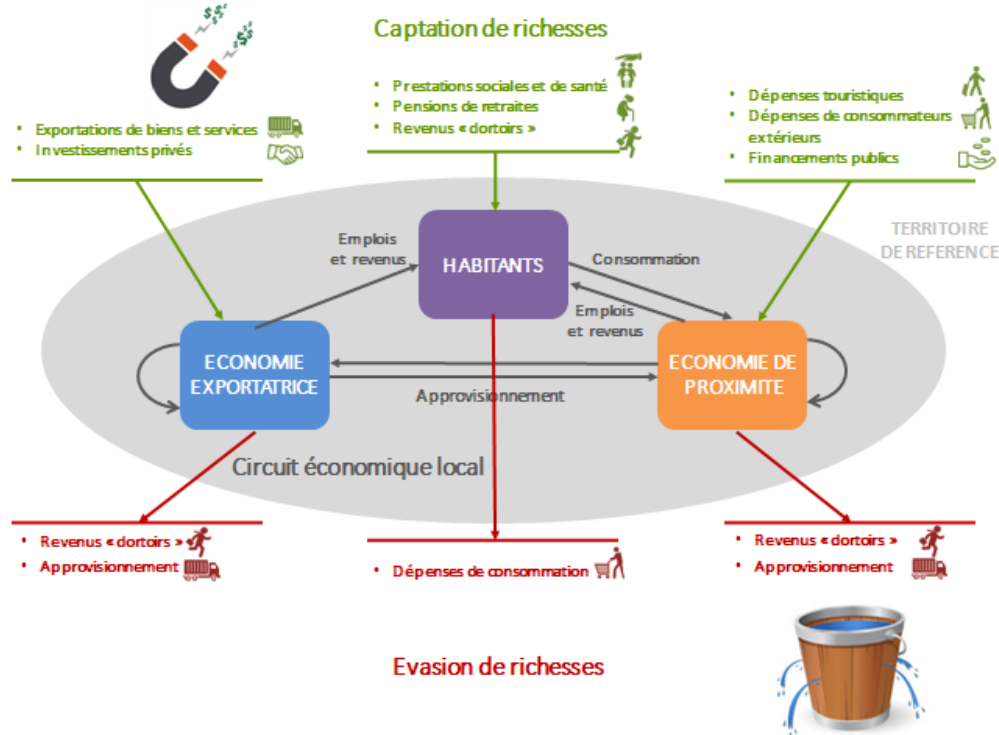 $$$
$$$
Captation de richesses
• Exportations de biens et services
• Investissements privés
• Prestations sociales et de santé
• Pensions de retraites
• Revenus « dortoirs »
• Dépenses touristiques
• Dépenses de consommateurs
extérieurs
• Financements publics
TERRITOIRE
DE REFERENCE
Emplois
et revenus
HABITANTS
Consommation
Emplois
et revenus
ECONOMIE
EXPORTATRICE
ECONOMIE DE
PROXIMITE
Approvisionnement
Circuit économique local
• Revenus « dortoirs »
• Approvisionnement
• Dépenses de consommation
• Revenus « dortoirs »
• Approvisionnement
Evasion de richesses